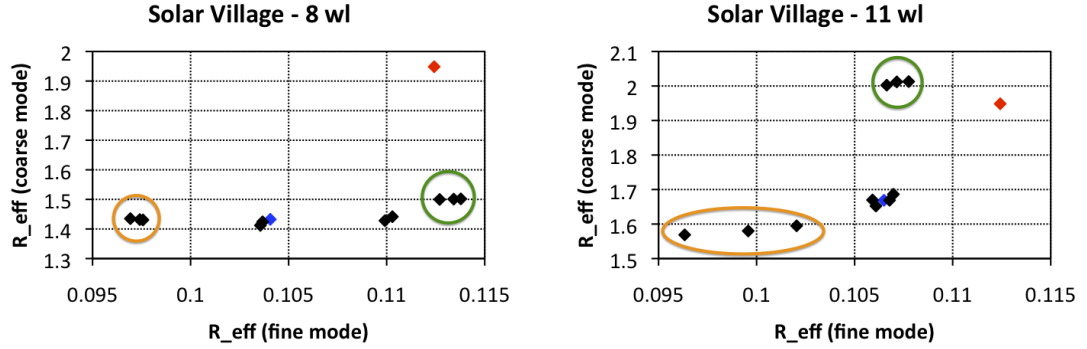 Solar Village - 8 wl
R_eff (coarse mode)
2
1.9
1.8
1.7
1.6
1.5
1.4
1.3
0.095 0.1 0.105 0.11 0.115
R_eff (fine mode)
Solar Village - 11 wl
R_eff (coarse mode)
2.1
2
1.9
1.8
1.7
1.6
1.5
0.095 0.1 0.105 0.11 0.115
R_eff (fine mode)